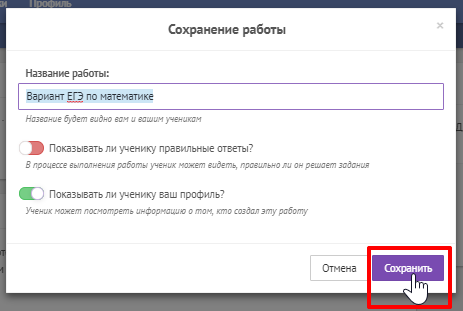 Профиль
Сохранение работы
×
Название работы:
Вариант ЕГЭ по математике
Название будет видно вам и вашим ученикам
Показывать ли ученику правильные ответы?
В процессе выполнения работы ученик может видеть, правильно ли он решает задания
Показывать ли ученику ваш профиль?
Ученик может посмотреть информацию о том, кто создал эту работу
Отмена
Сохранить